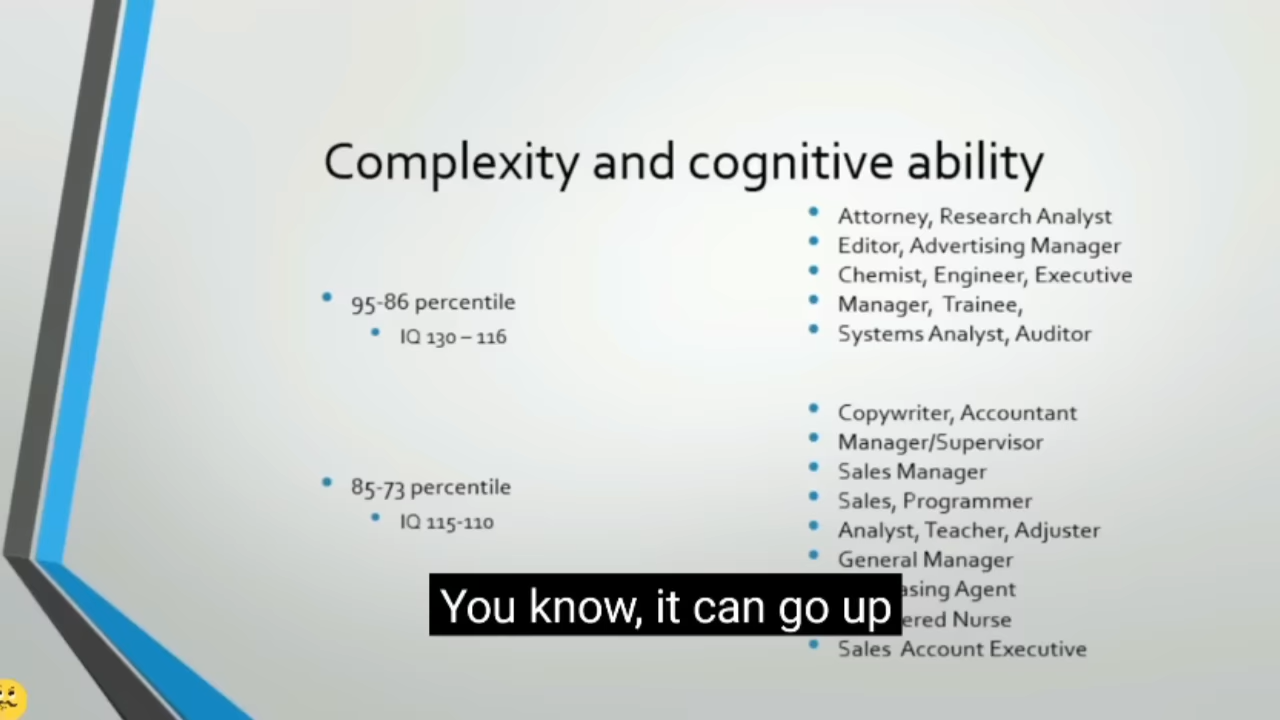 Complexity and cognitive ability
95-86 percentile
IQ 130 – 116
Attorney, Research Analyst
Editor, Advertising Manager
Chemist, Engineer, Executive
Manager, Trainee,
Systems Analyst, Auditor
85-73 percentile
IQ 115-110
Copywriter, Accountant
Manager/Supervisor
Sales Manager
Sales, Programmer
Analyst, Teacher, Adjuster
General Manager
Agent
Nurse
Sales Account Executive
You know, it can go up